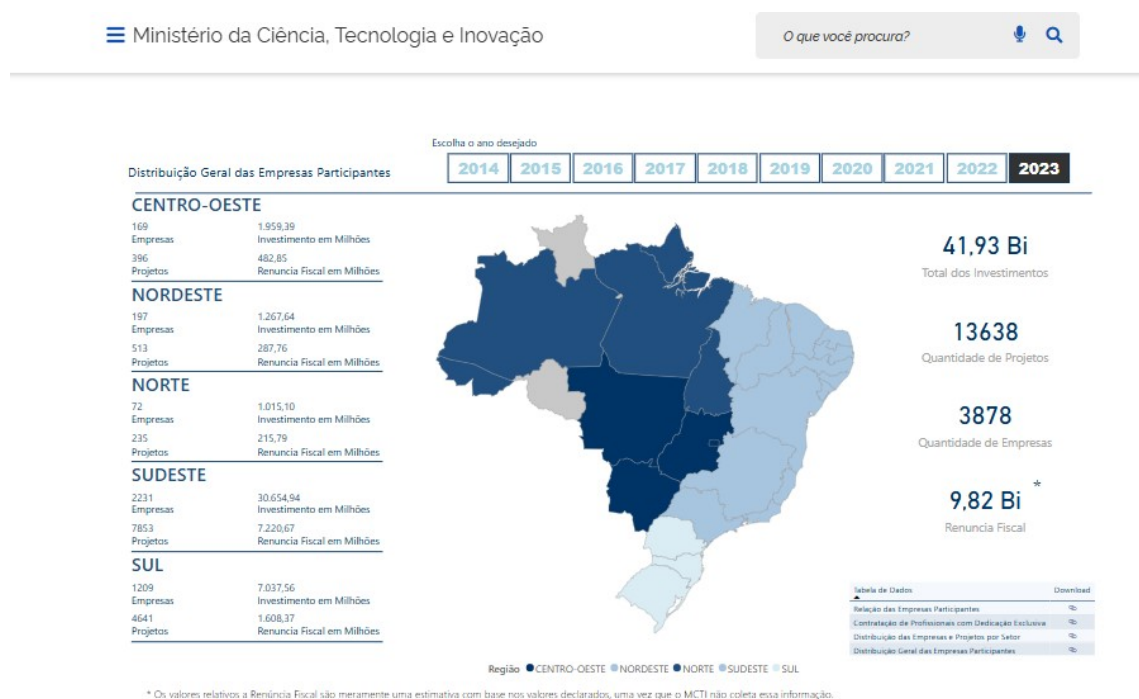 Ministério da Ciência, Tecnologia e Inovação
O que você procura?
Escolha o ano desejado
Distribuição Geral das Empresas Participantes
2014 2015 2016 2017 2018 2019 2020 2021 2022 2023
CENTRO-OESTE
169 1.959,39
Empresas Investimento em Milhões
396 482,85
Projetos Renuncia Fiscal em Milhões
NORDESTE
197 1.267,64
Empresas Investimento em Milhões
513 287,76
Projetos Renuncia Fiscal em Milhões
NORTE
72 1.015,10
Empresas Investimento em Milhões
235 215,79
Projetos Renuncia Fiscal em Milhões
SUDESTE
2231 30.654,94
Empresas Investimento em Milhões
7853 7.220,67
Projetos Renuncia Fiscal em Milhões
SUL
1209 7.037,56
Empresas Investimento em Milhões
4641 1.608,37
Projetos Renuncia Fiscal em Milhões
41,93 Bi
Total dos Investimentos
13638
Quantidade de Projetos
3878
Quantidade de Empresas
9,82 Bi *
Renuncia Fiscal
Tabela de Dados Download
Relação das Empresas Participantes
Contratação de Profissionais com Dedicação Exclusiva
Distribuição das Empresas e Projetos por Setor
Distribuição Geral das Empresas Participantes
Região CENTRO-OESTE NORDESTE NORTE SUDESTE SUL
* Os valores relativos a Renúncia Fiscal são meramente uma estimativa com base nos valores declarados, uma vez que o MCTI não coleta essa informação.